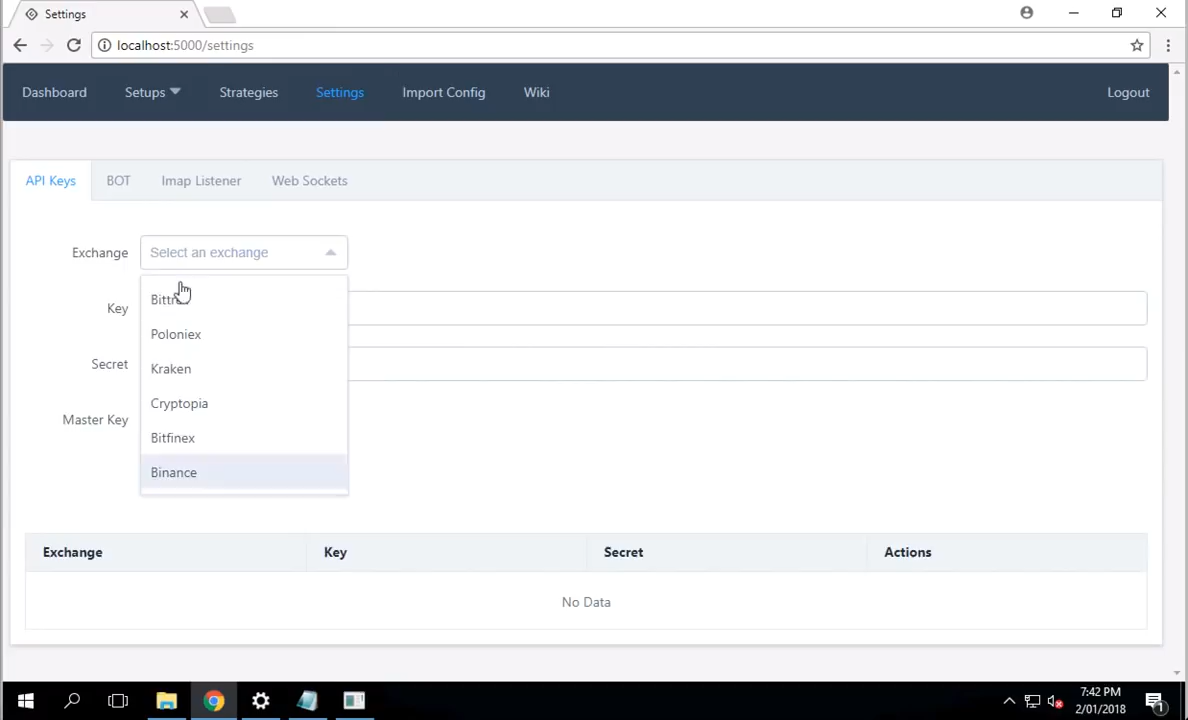 Settings
localhost:5000/settings
Dashboard Setups Strategies Settings Import Config Wiki Logout
API Keys BOT Imap Listener Web Sockets
Exchange Select an exchange
Key
Poloniex
Secret
Kraken
Cryptopia
Master Key
Bitfinex
Binance
Exchange Key Secret Actions
No Data
7:42 PM
2/01/2018
1